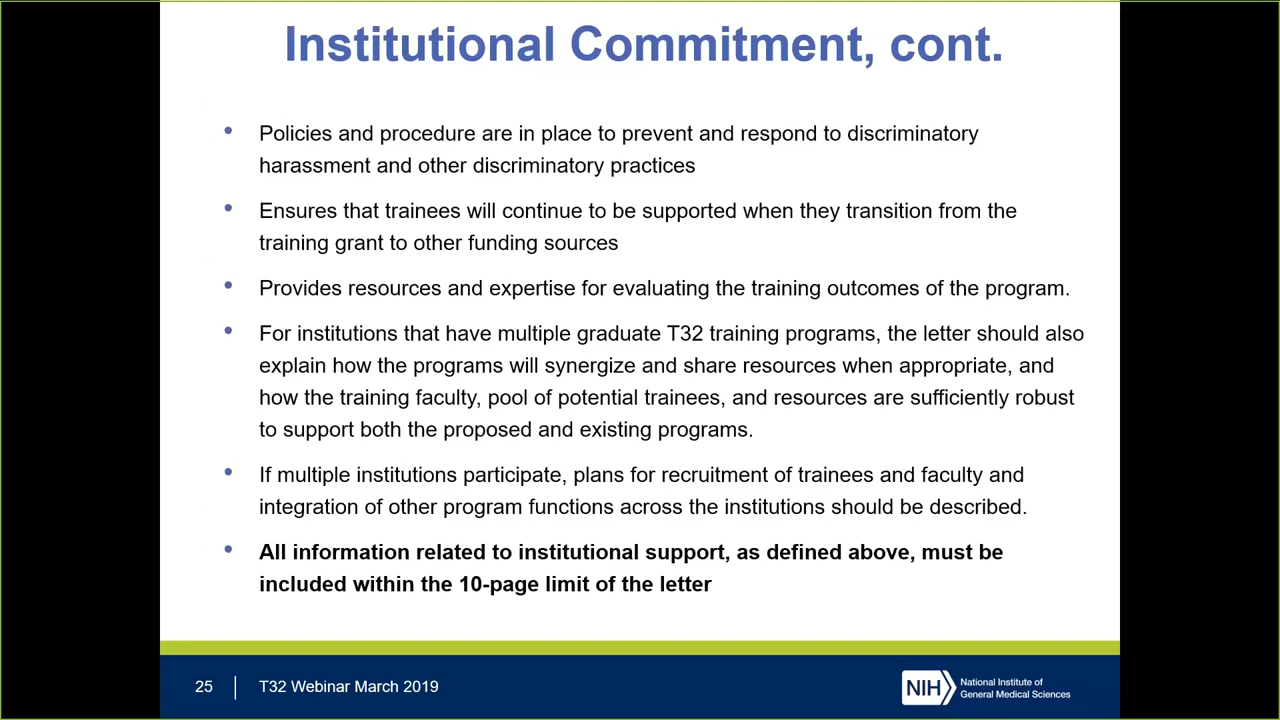 Institutional Commitment, cont.
• Policies and procedure are in place to prevent and respond to discriminatory
harassment and other discriminatory practices
• Ensures that trainees will continue to be supported when they transition from the
training grant to other funding sources
• Provides resources and expertise for evaluating the training outcomes of the program.
• For institutions that have multiple graduate T32 training programs, the letter should also
explain how the programs will synergize and share resources when appropriate, and
how the training faculty, pool of potential trainees, and resources are sufficiently robust
to support both the proposed and existing programs.
• If multiple institutions participate, plans for recruitment of trainees and faculty and
integration of other program functions across the institutions should be described.
• All information related to institutional support, as defined above, must be
included within the 10-page limit of the letter
25 | T32 Webinar March 2019
NIH
National Institute of
General Medical Sciences